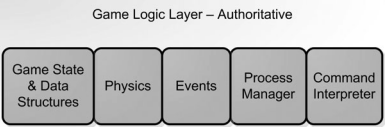 Game Logic Layer – Authoritative
Game State
& Data
Structures
Physics
Events
Process
Manager
Command
Interpreter